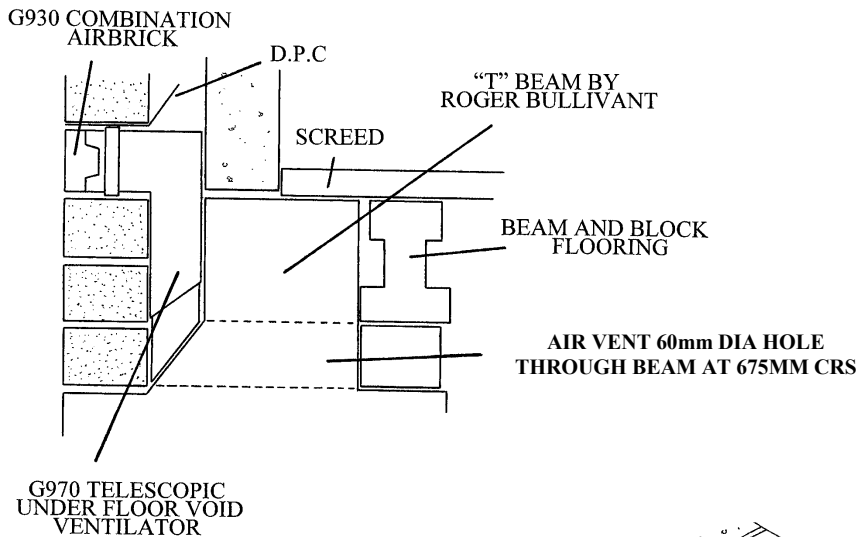 G930 COMBINATION
AIRBRICK
D.P.C
"T" BEAM BY
ROGER BULLIVANT
SCREED
BEAM AND BLOCK
FLOORING
AIR VENT 60mm DIA HOLE
THROUGH BEAM AT 675MM CRS
G970 TELESCOPIC
UNDER FLOOR VOID
VENTILATOR